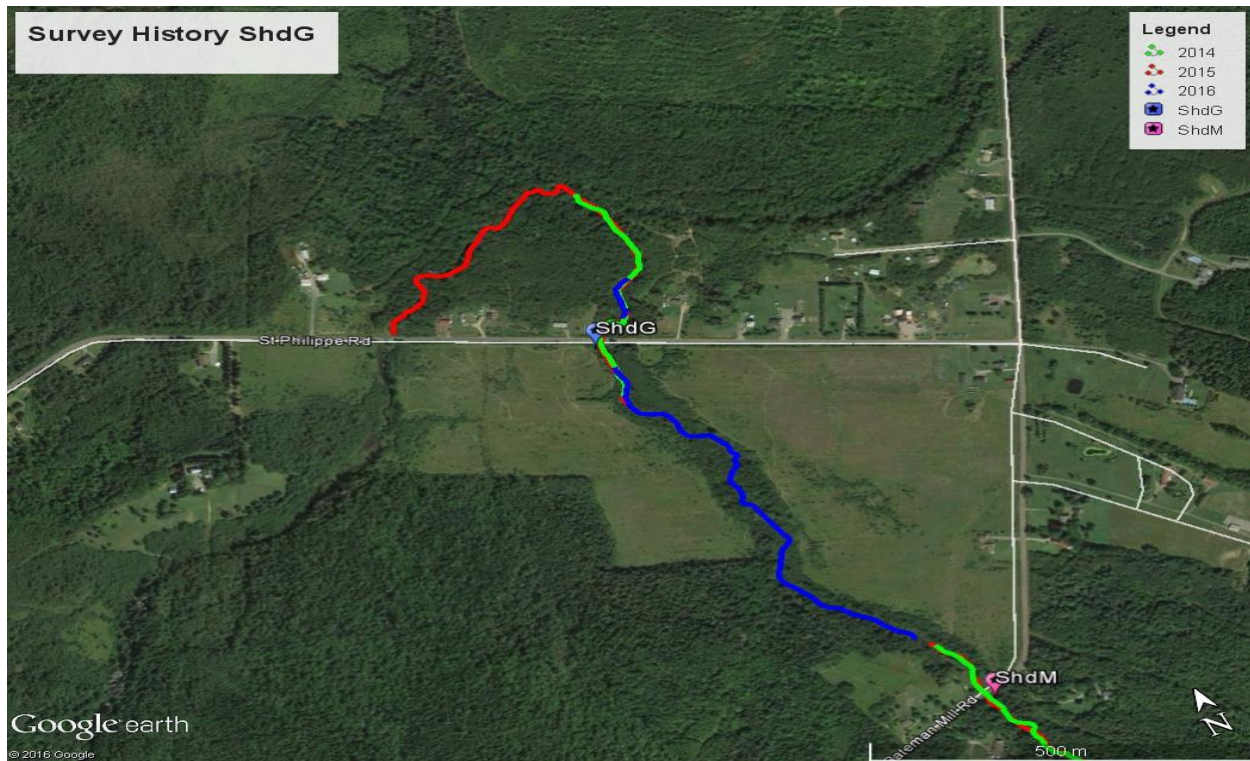 Survey History ShdG
Legend
2014
2015
2016
ShdG
ShdM
ShdG
St Philippe Rd
ShdM
Bateman Mill Rd
N
Google earth
© 2016 Google
500 m